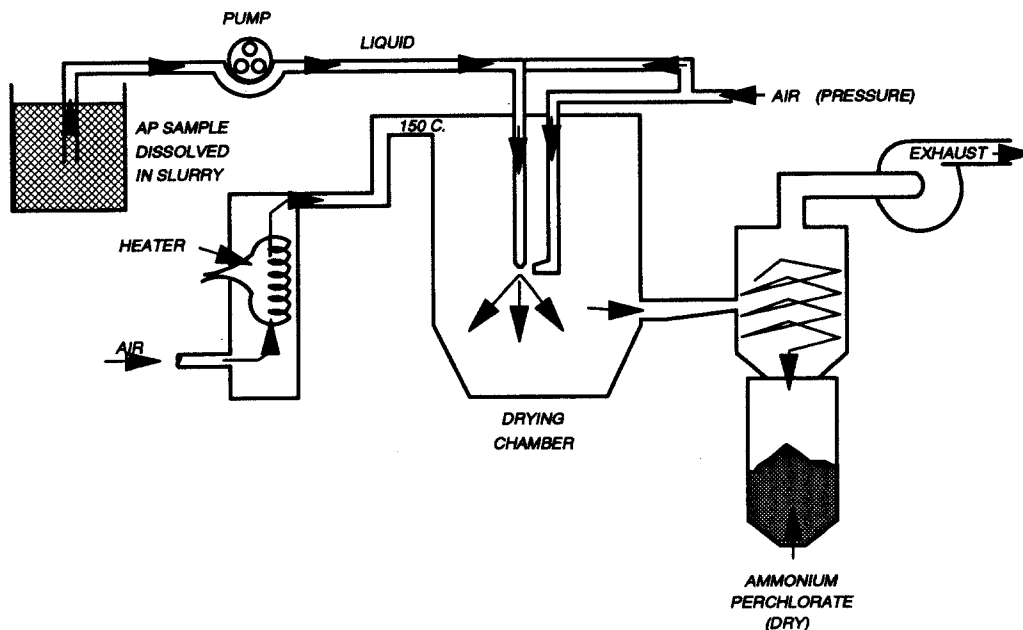 PUMP
LIQUID
AIR (PRESSURE)
AP SAMPLE
DISSOLVED
IN SLURRY
150 C.
EXHAUST
HEATER
AIR
DRYING
CHAMBER
AMMONIUM
PERCHLORATE
(DRY)